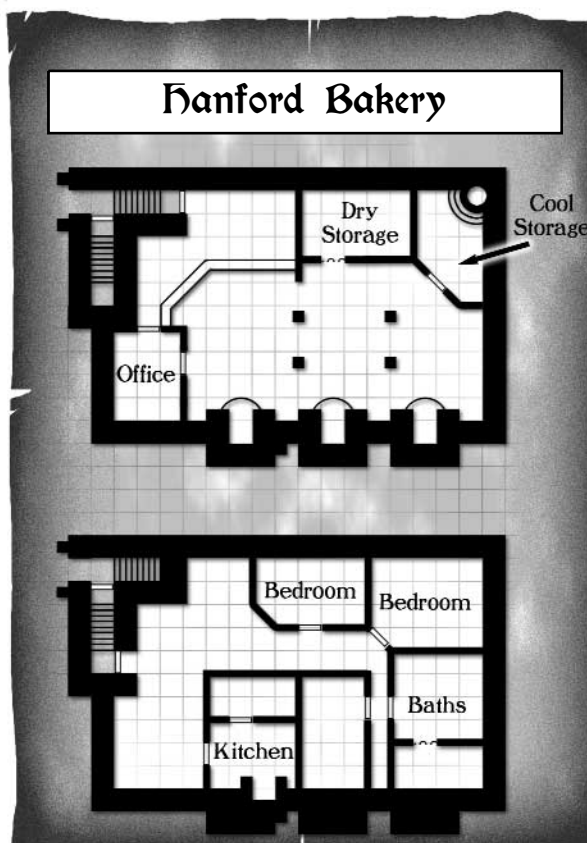 Hanford Bakery
Dry
Storage
Cool
Storage
Office
Bedroom
Bedroom
Baths
Kitchen